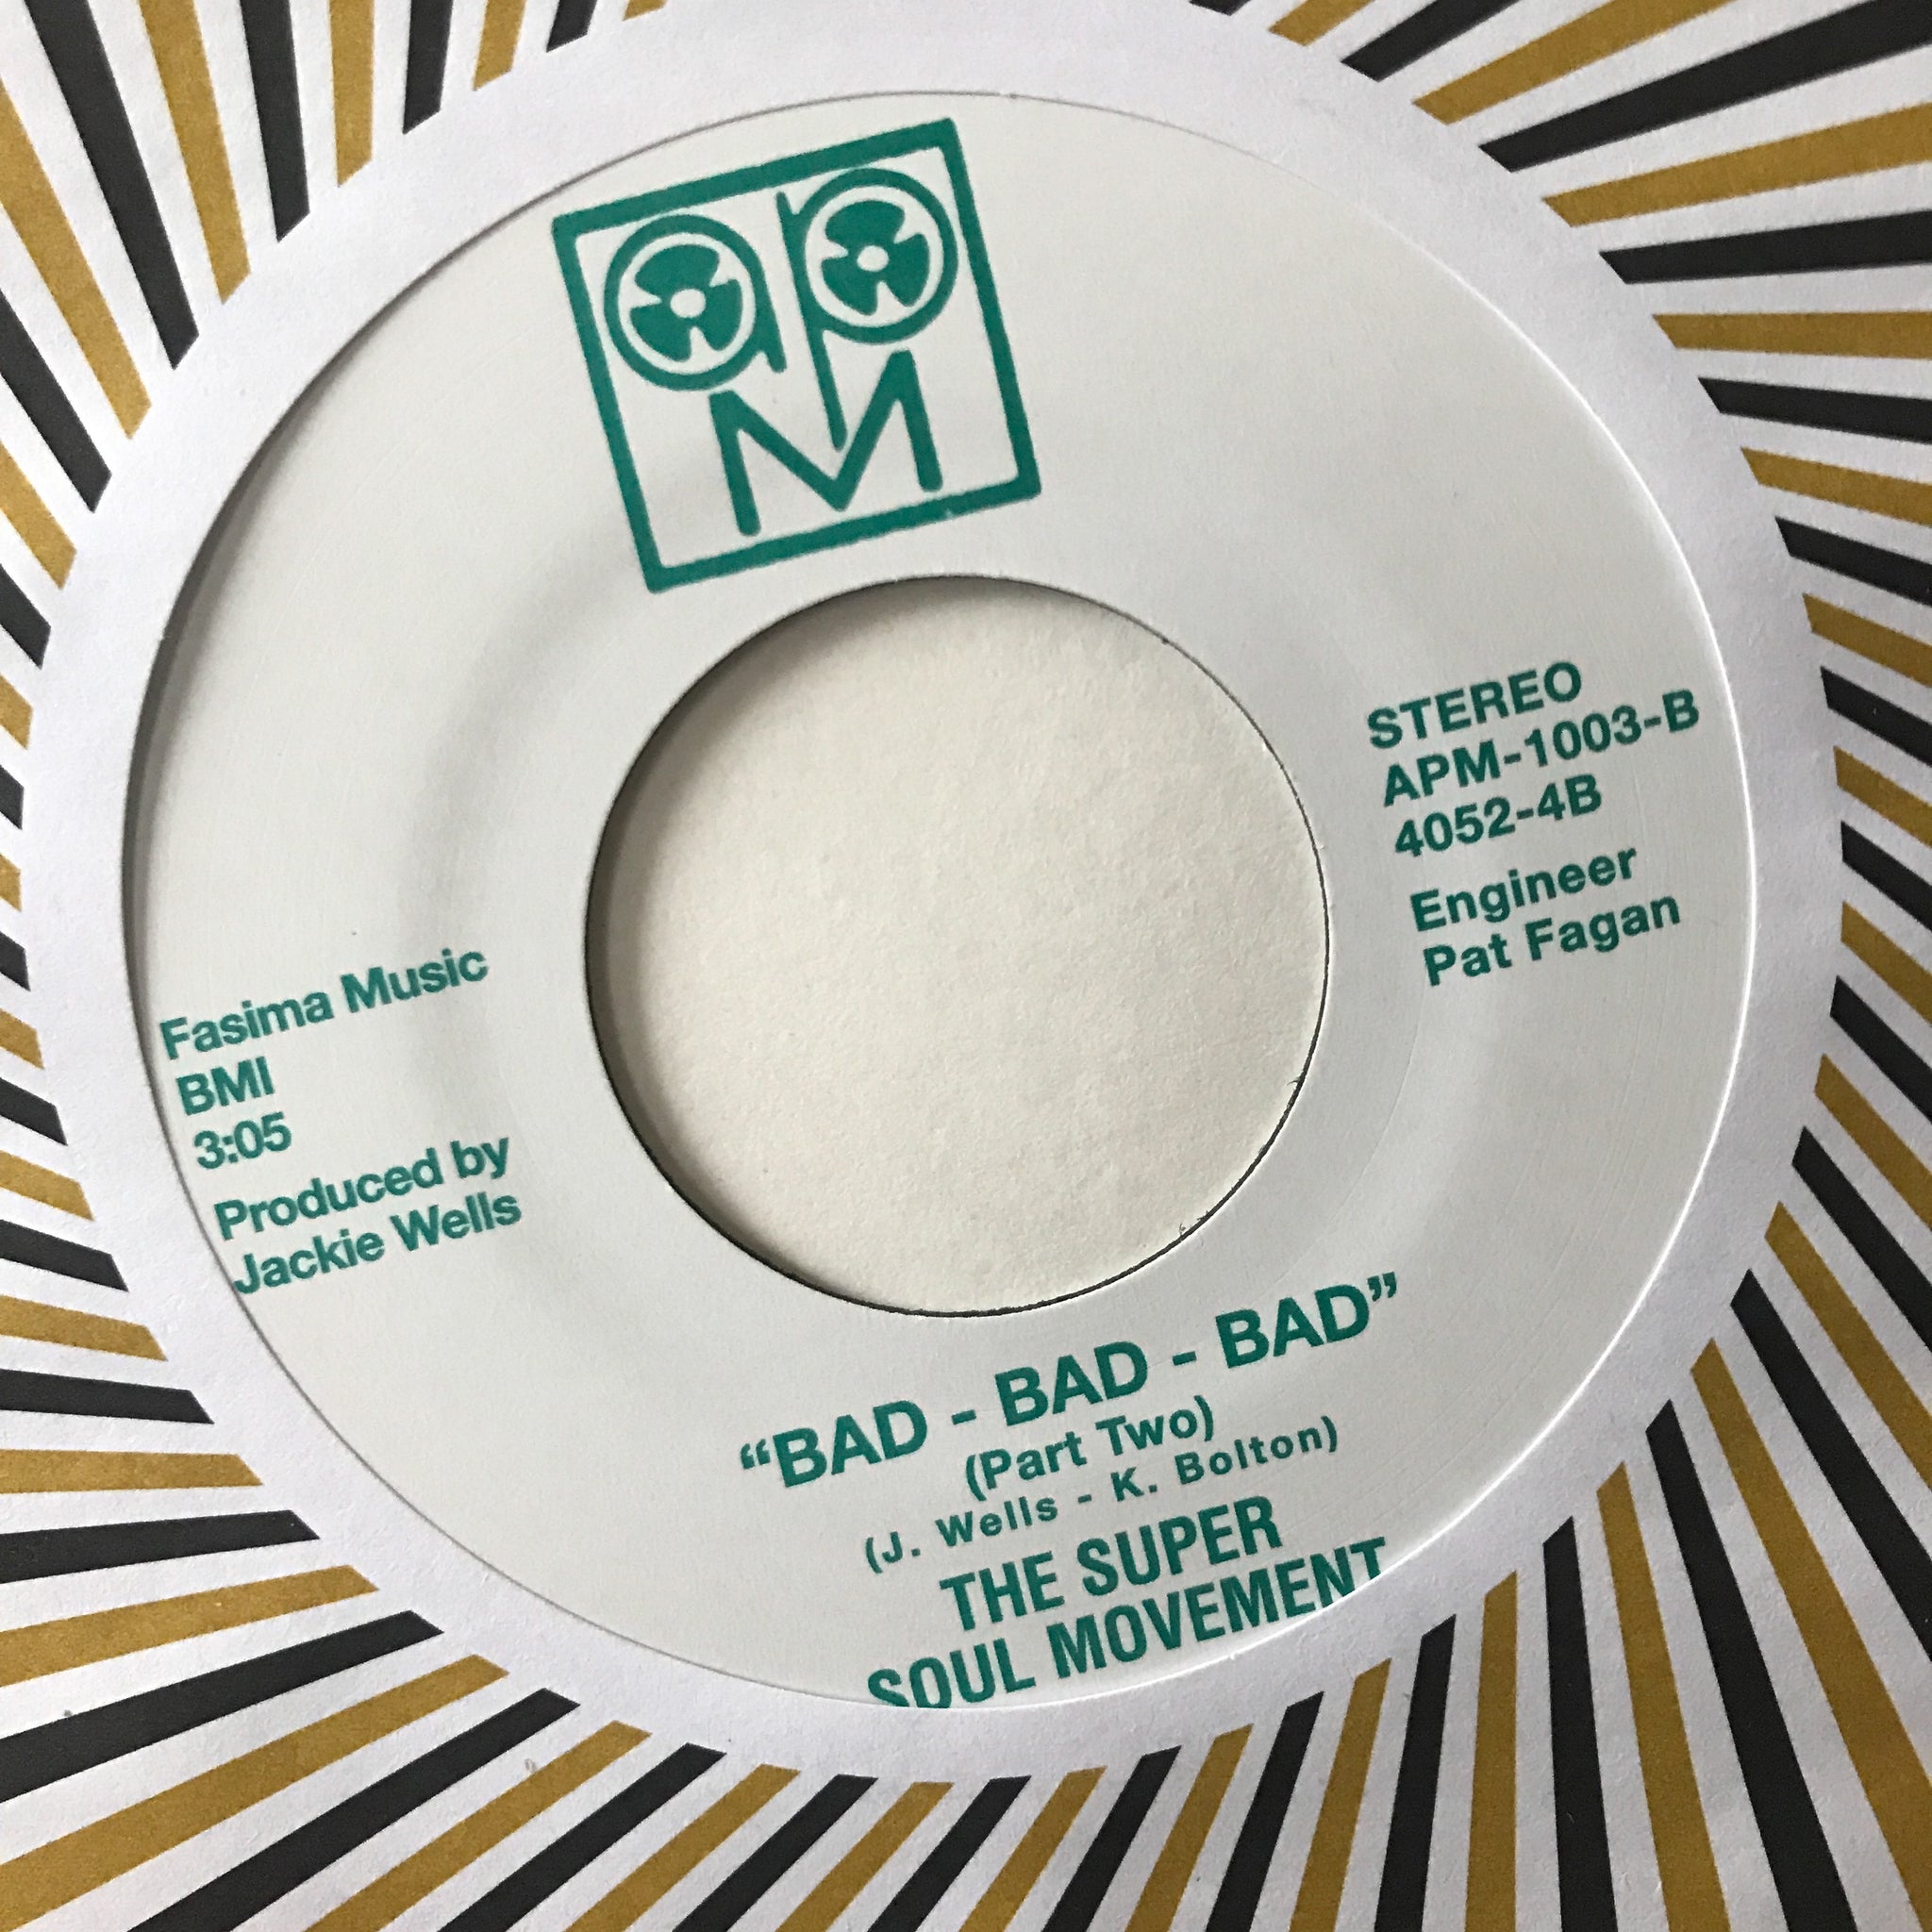 apM
STEREO
APM-1003-B
4052-4B
Engineer
Pat Fagan
Fasima Music
BMI
3:05
Produced by
Jackie Wells
“BAD - BAD - BAD”
(Part Two)
(J. Wells - K. Bolton)
THE SUPER
SOUL MOVEMENT